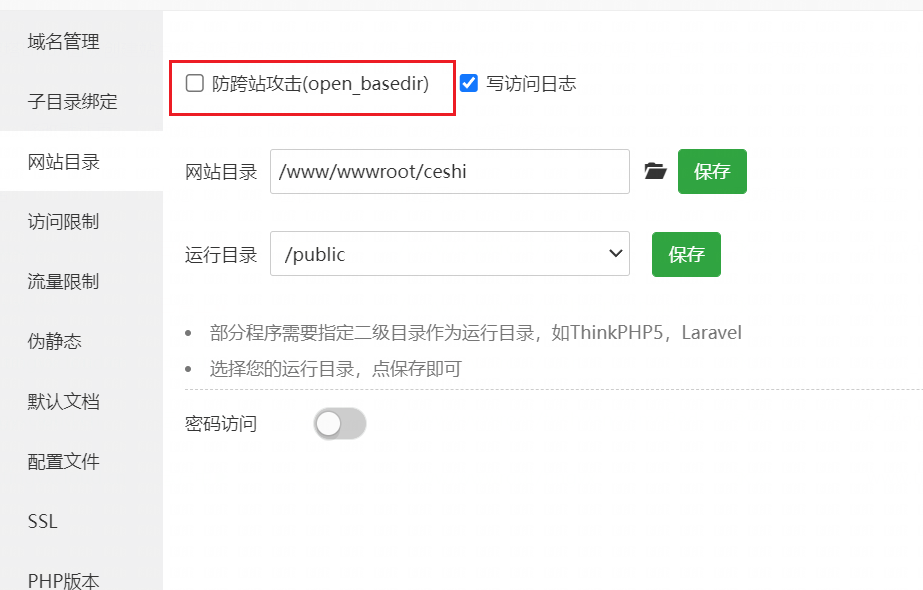 域名管理
子目录绑定
网站目录
访问限制
流量限制
伪静态
默认文档
配置文件
SSL
PHP版本
防跨站攻击(open_basedir) 写访问日志
网站目录 /www/wwwroot/ceshi 保存
运行目录 /public 保存
• 部分程序需要指定二级目录作为运行目录，如ThinkPHP5，Laravel
• 选择您的运行目录，点保存即可
密码访问